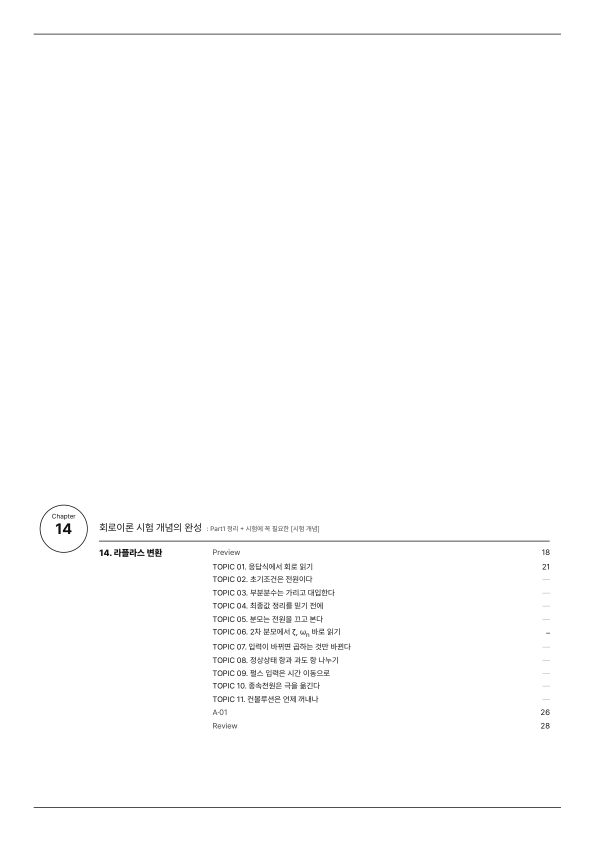 Chapter
14
회로이론 시험 개념의 완성 : Part1 정리 + 시험에 꼭 필요한 [시험 개념]
14. 라플라스 변환
Preview 18
TOPIC 01. 응답식에서 회로 읽기 21
TOPIC 02. 초기조건은 전원이다 —
TOPIC 03. 부분분수는 가리고 대입한다 —
TOPIC 04. 최종값 정리를 믿기 전에 —
TOPIC 05. 분모는 전원을 끄고 본다 —
TOPIC 06. 2차 분모에서 ζ, ωn 바로 읽기 –
TOPIC 07. 입력이 바뀌면 곱하는 것만 바뀐다 —
TOPIC 08. 정상상태 항과 과도 항 나누기 —
TOPIC 09. 펄스 입력은 시간 이동으로 —
TOPIC 10. 종속전원은 극을 옮긴다 —
TOPIC 11. 컨볼루션은 언제 꺼내나 —
A-01 26
Review 28